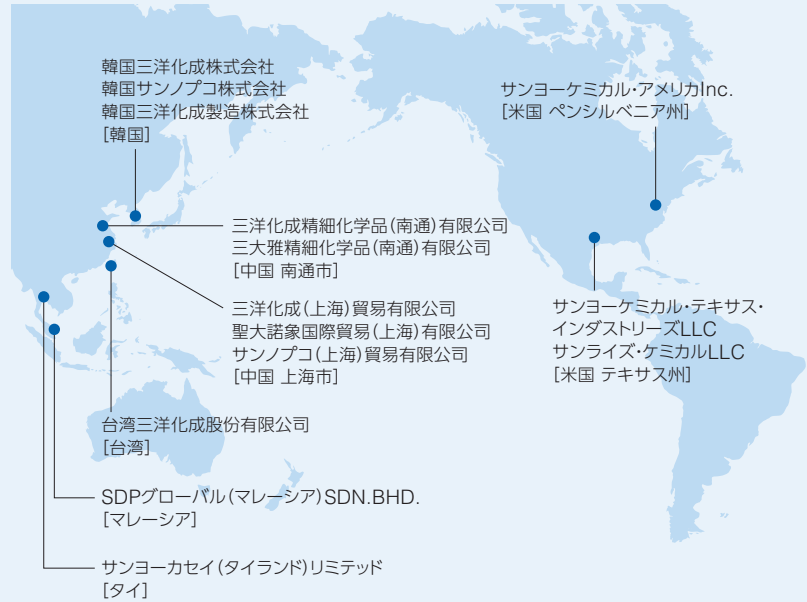 韓国三洋化成株式会社
韓国サンノプコ株式会社
韓国三洋化成製造株式会社
[韓国]
サンヨーケミカル・アメリカInc.
[米国 ペンシルベニア州]
三洋化成精細化学品(南通)有限公司
三大雅精細化学品(南通)有限公司
[中国 南通市]
三洋化成(上海)貿易有限公司
聖大諾象国際貿易(上海)有限公司
サンノプコ(上海)貿易有限公司
[中国 上海市]
サンヨーケミカル・テキサス・
インダストリーズLLC
サンライズ・ケミカルLLC
[米国 テキサス州]
台湾三洋化成股份有限公司
[台湾]
SDPグローバル(マレーシア)SDN.BHD.
[マレーシア]
サンヨーカセイ(タイランド)リミテッド
[タイ]